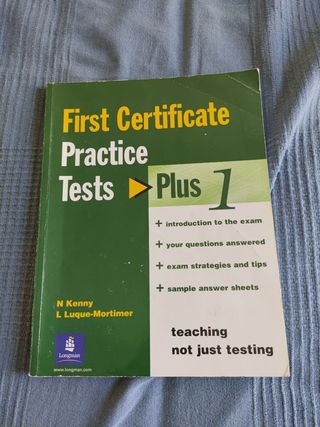 First Certificate
Practice
Tests Plus 1
+ introduction to the exam
+ your questions answered
+ exam strategies and tips
+ sample answer sheets
N Kenny
L Luque-Mortimer
teaching
not just testing
Longman
www.longman.com